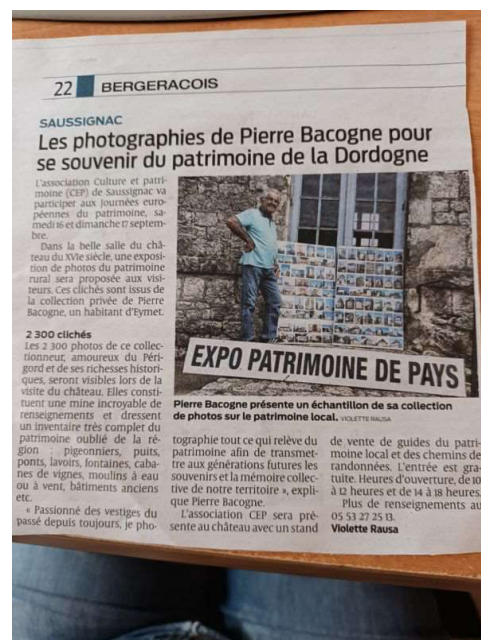 22 BERGERACOIS
SAUSSIGNAC
Les photographies de Pierre Bacogne pour
se souvenir du patrimoine de la Dordogne
L'association Culture et patri-
moine (CEP) de Saussignac va
participer aux Journées euro-
péennes du patrimoine, sa-
medi 16 et dimanche 17 septem-
bre.
Dans la belle salle du châ-
teau du XVIe siècle, une exposi-
tion de photos du patrimoine
rural sera proposée aux visi-
teurs. Ces clichés sont issus de
la collection privée de Pierre
Bacogne, un habitant d'Eymet.
2 300 clichés
Les 2 300 photos de ce collec-
tionneur, amoureux du Péri-
gord et de ses richesses histori-
ques, seront visibles lors de la
visite du château. Elles consti-
tuent une mine incroyable de
renseignements et dressent
un inventaire très complet du
patrimoine oublié de la ré-
gion : pigeonniers, puits,
ponts, lavoirs, fontaines, caba-
nes de vignes, moulins à eau
ou à vent, bâtiments anciens
etc.
« Passionné des vestiges du
passé depuis toujours, je pho-
EXPO PATRIMOINE DE PAYS
Pierre Bacogne présente un échantillon de sa collection
de photos sur le patrimoine local. VIOLETTE RAUSA
tographie tout ce qui relève du
patrimoine afin de transmet-
tre aux générations futures les
souvenirs et la mémoire collec-
tive de notre territoire », expli-
que Pierre Bacogne.
L'association CEP sera pré-
sente au château avec un stand
de vente de guides du patri-
moine local et des chemins de
randonnées. L'entrée est gra-
tuite. Heures d'ouverture, de 10
à 12 heures et de 14 à 18 heures.
Plus de renseignements au
05 53 27 25 13.
Violette Rausa